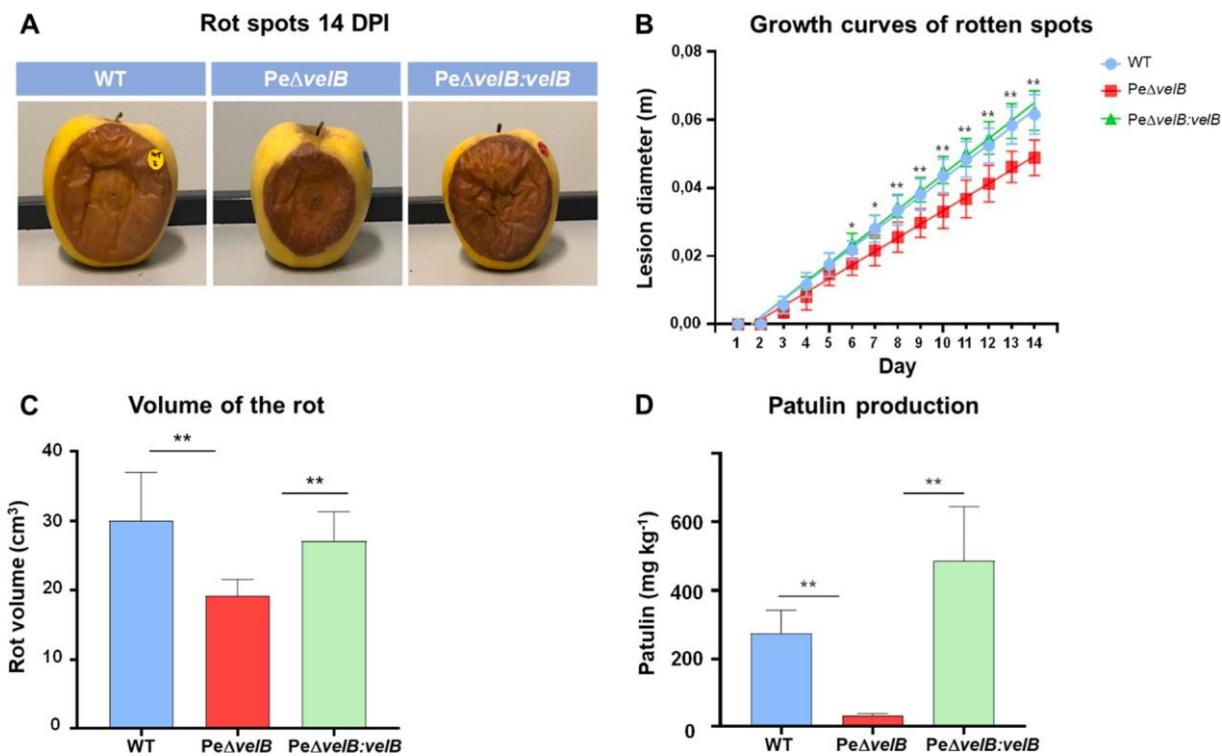 A
Rot spots 14 DPI
WT
PeΔvelB
PeΔvelB:velB
B
Growth curves of rotten spots
Lesion diameter (m)
0,08
0,06
0,04
0,02
0,00
* * ** ** ** ** ** ** **
1 2 3 4 5 6 7 8 9 10 11 12 13 14
Day
WT
PeΔvelB
PeΔvelB:velB
C
Volume of the rot
Rot volume (cm³)
40
30
20
10
0
**
**
WT PeΔvelB PeΔvelB:velB
D
Patulin production
Patulin (mg kg⁻¹)
600
400
200
0
**
**
WT PeΔvelB PeΔvelB:velB